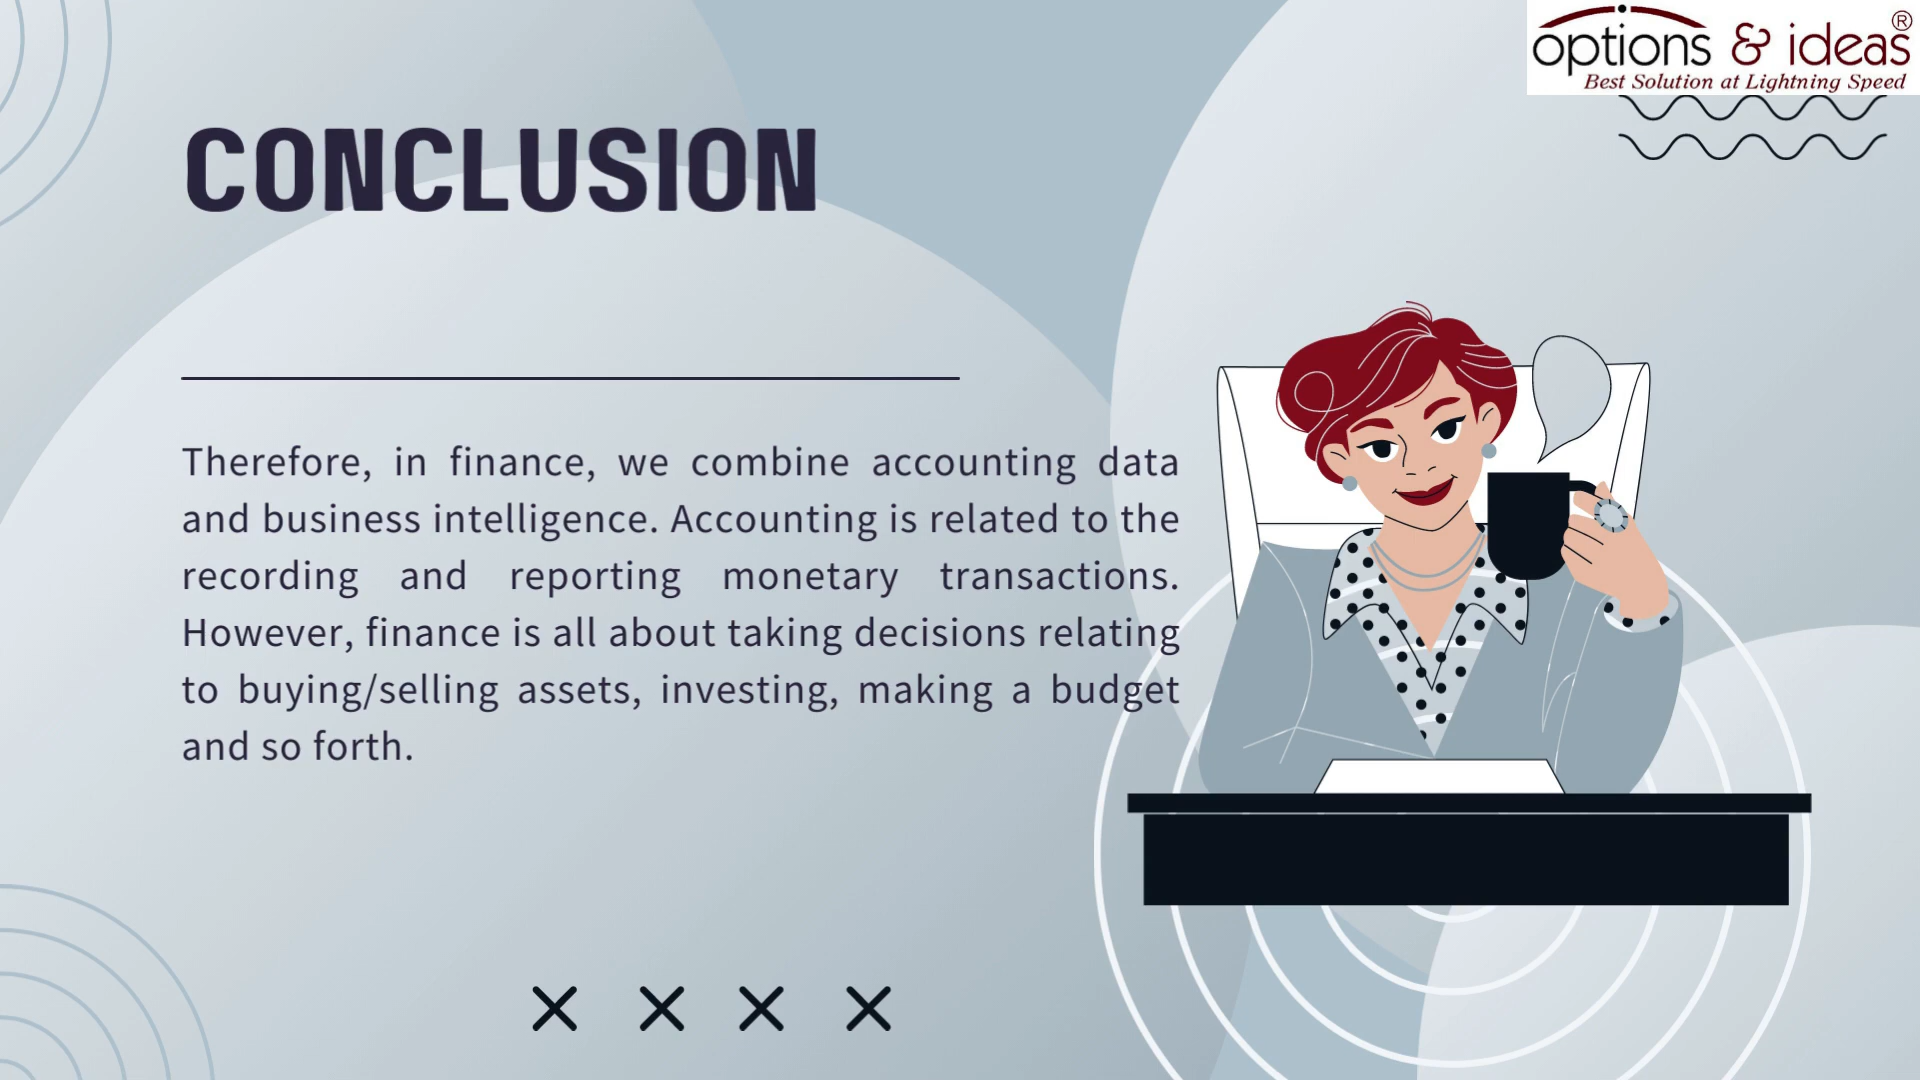 options & ideas®
Best Solution at Lightning Speed
CONCLUSION
Therefore, in finance, we combine accounting data
and business intelligence. Accounting is related to the
recording and reporting monetary transactions.
However, finance is all about taking decisions relating
to buying/selling assets, investing, making a budget
and so forth.